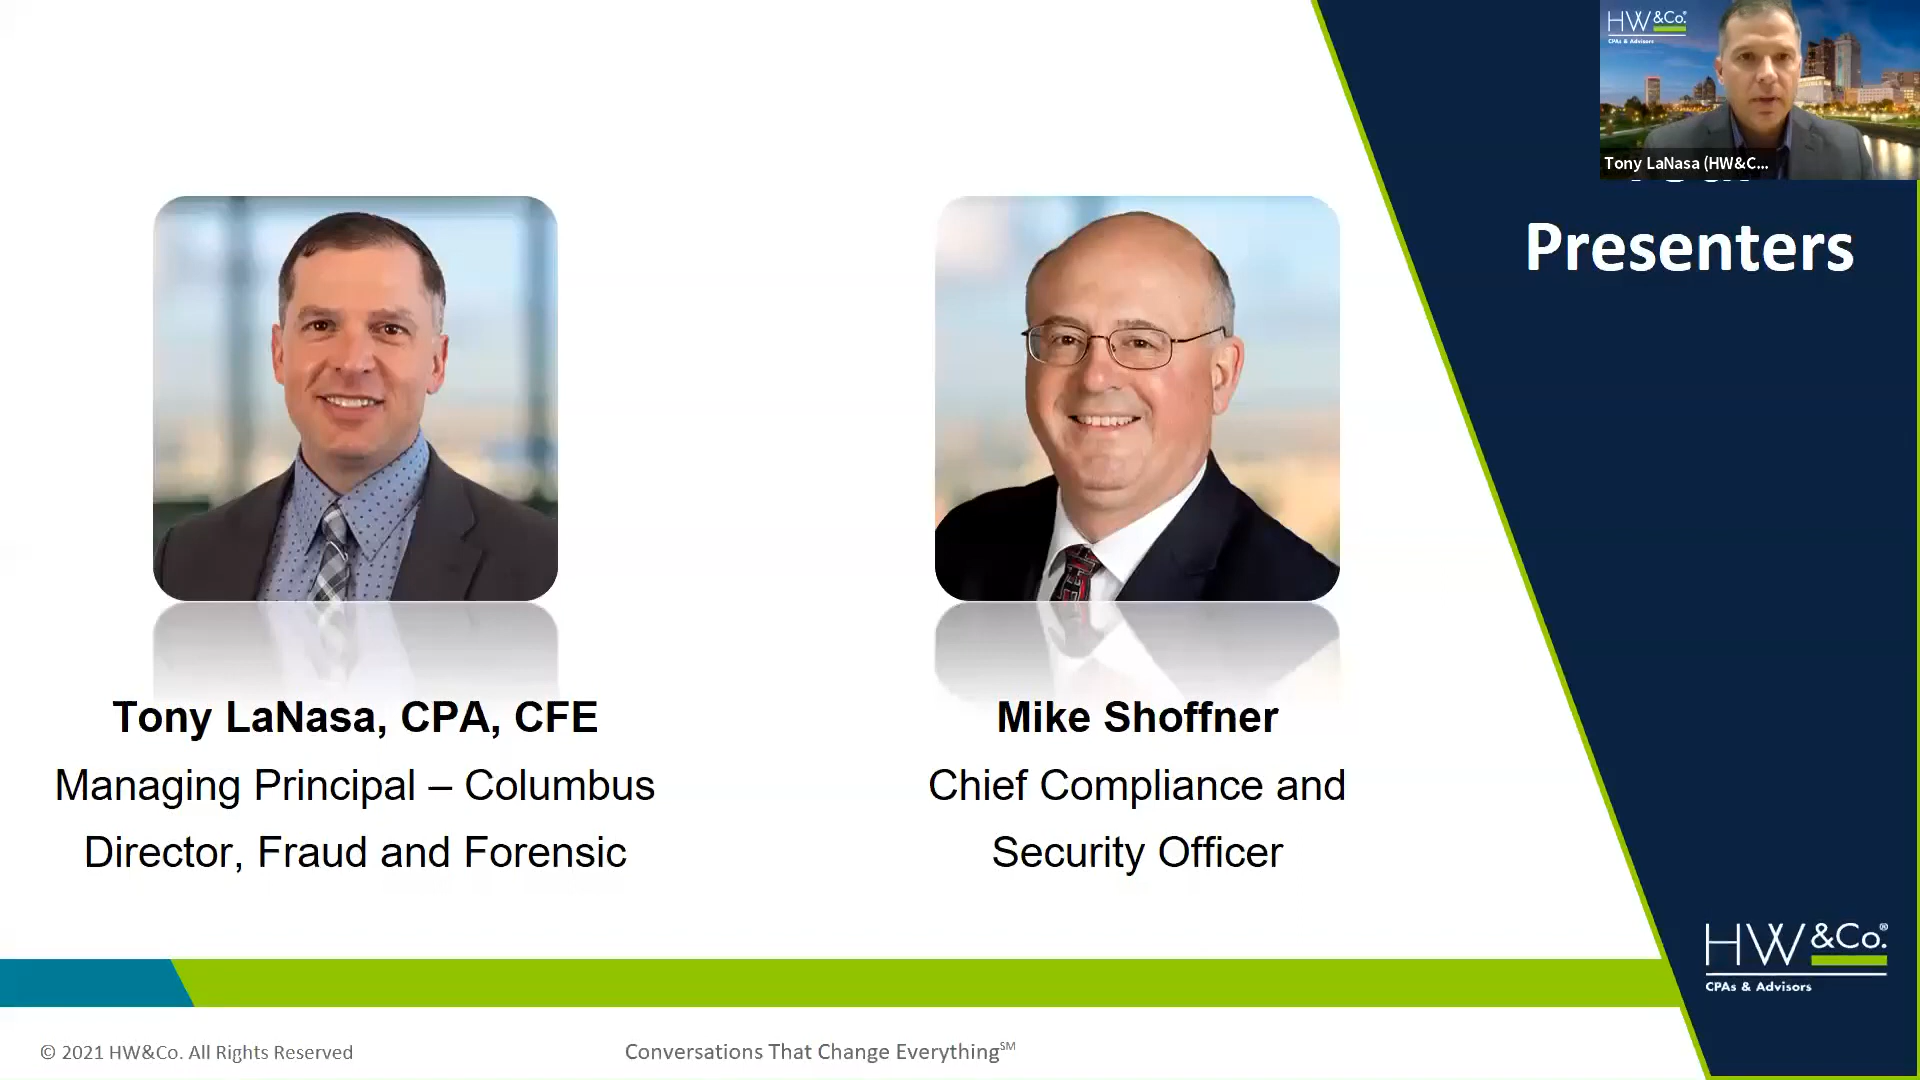 HW&Co.®
CPAs & Advisors
Tony LaNasa (HW&C...
Presenters
Tony LaNasa, CPA, CFE
Managing Principal – Columbus
Director, Fraud and Forensic
Mike Shoffner
Chief Compliance and
Security Officer
HW&Co.®
CPAs & Advisors
© 2021 HW&Co. All Rights Reserved
Conversations That Change Everything℠